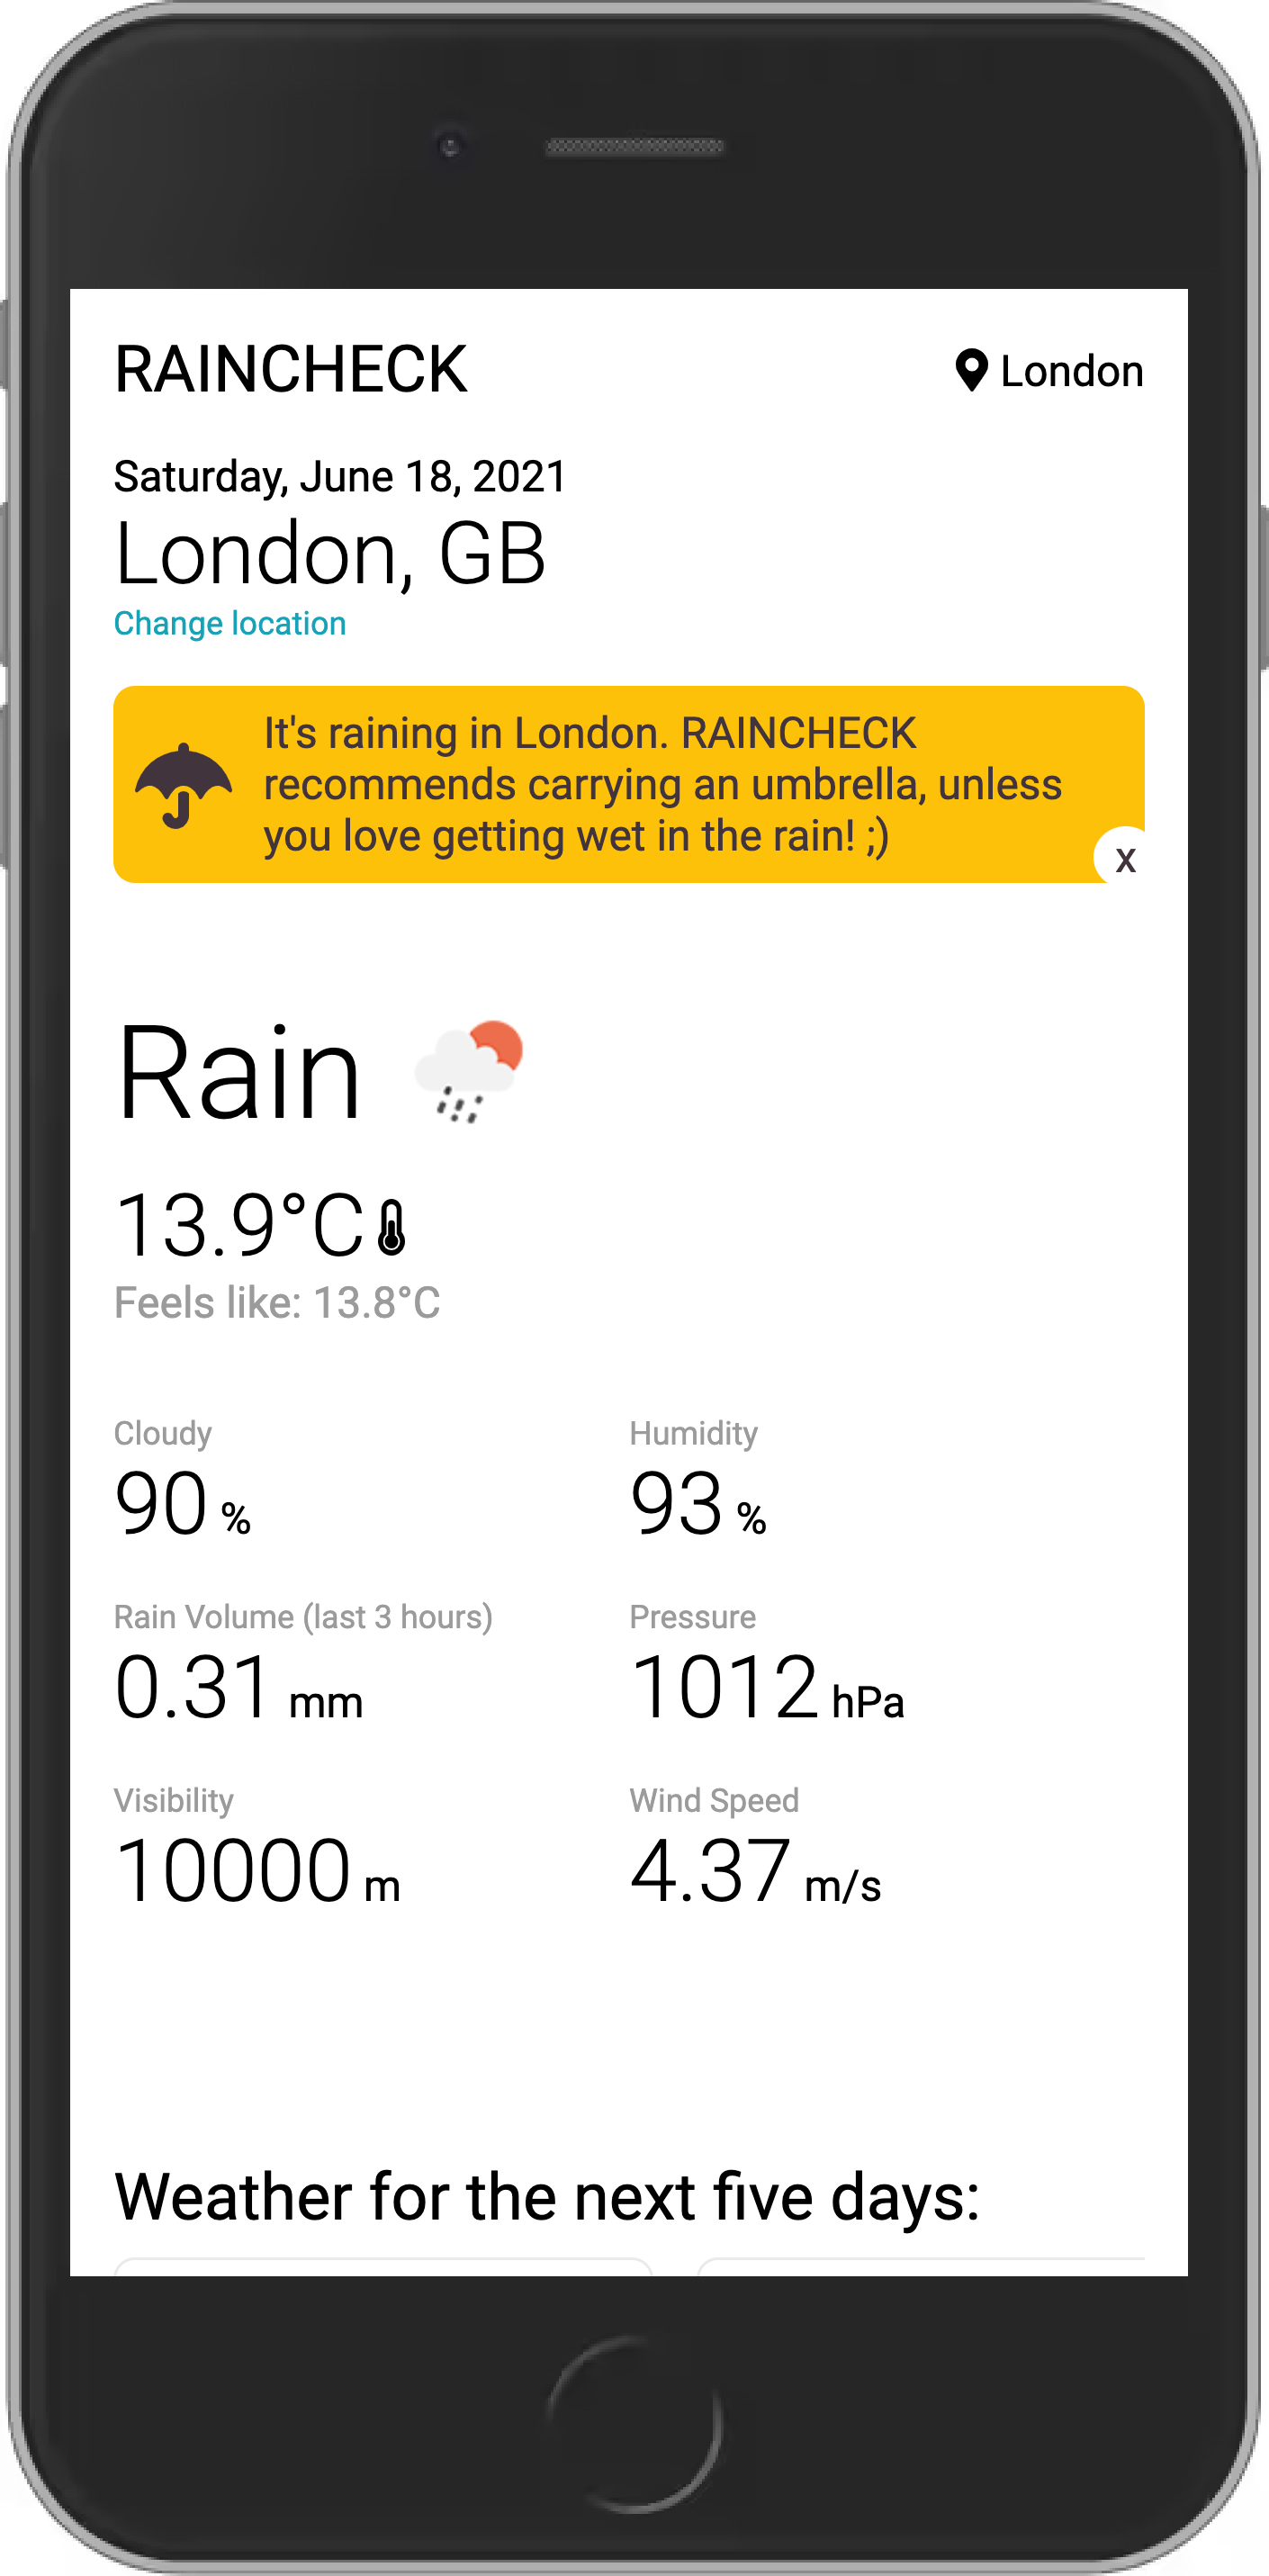 RAINCHECK
London
Saturday, June 18, 2021
London, GB
Change location
It's raining in London. RAINCHECK
recommends carrying an umbrella, unless
you love getting wet in the rain! ;)
x
Rain
13.9°C
Feels like: 13.8°C
Cloudy
90 %
Humidity
93 %
Rain Volume (last 3 hours)
0.31 mm
Pressure
1012 hPa
Visibility
10000 m
Wind Speed
4.37 m/s
Weather for the next five days: